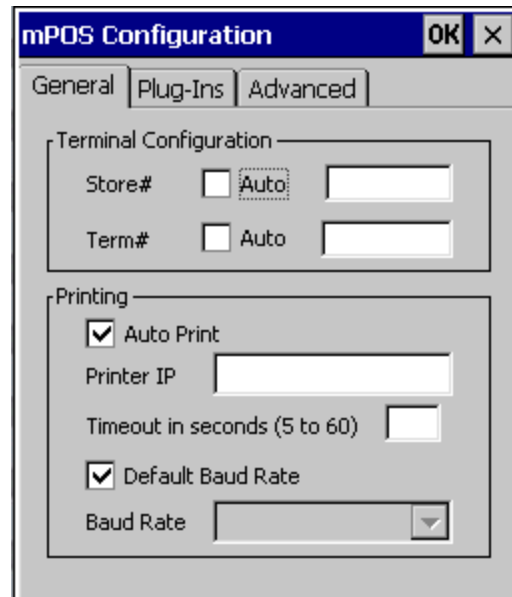 mPOS Configuration OK ×
General Plug-Ins Advanced
Terminal Configuration
Store# Auto
Term# Auto
Printing
Auto Print
Printer IP
Timeout in seconds (5 to 60)
Default Baud Rate
Baud Rate